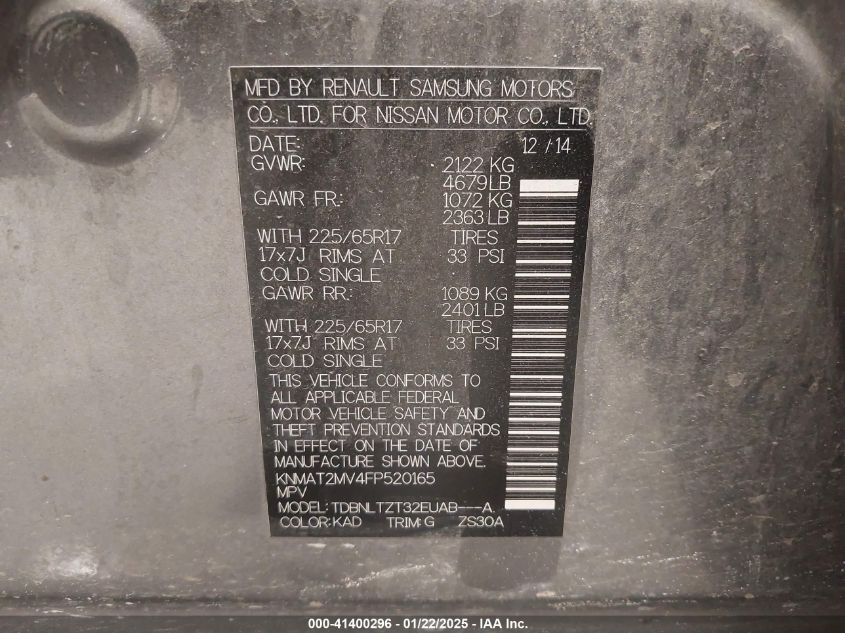 MFD BY RENAULT SAMSUNG MOTORS
CO., LTD. FOR NISSAN MOTOR CO., LTD.
DATE: 12 / 14
GVWR: 2122 KG
4679 LB
GAWR FR.: 1072 KG
2363 LB
WITH 225/65R17 TIRES
17x7J RIMS AT 33 PSI
COLD SINGLE
GAWR RR.: 1089 KG
2401 LB
WITH 225/65R17 TIRES
17x7J RIMS AT 33 PSI
COLD SINGLE
THIS VEHICLE CONFORMS TO
ALL APPLICABLE FEDERAL
MOTOR VEHICLE SAFETY AND
THEFT PREVENTION STANDARDS
IN EFFECT ON THE DATE OF
MANUFACTURE SHOWN ABOVE.
KNMAT2MV4FP520165
MPV
MODEL: TDBNLTZT32EUAB---A
COLOR: KAD TRIM: G ZS30A
000-41400296 - 01/22/2025 - IAA Inc.